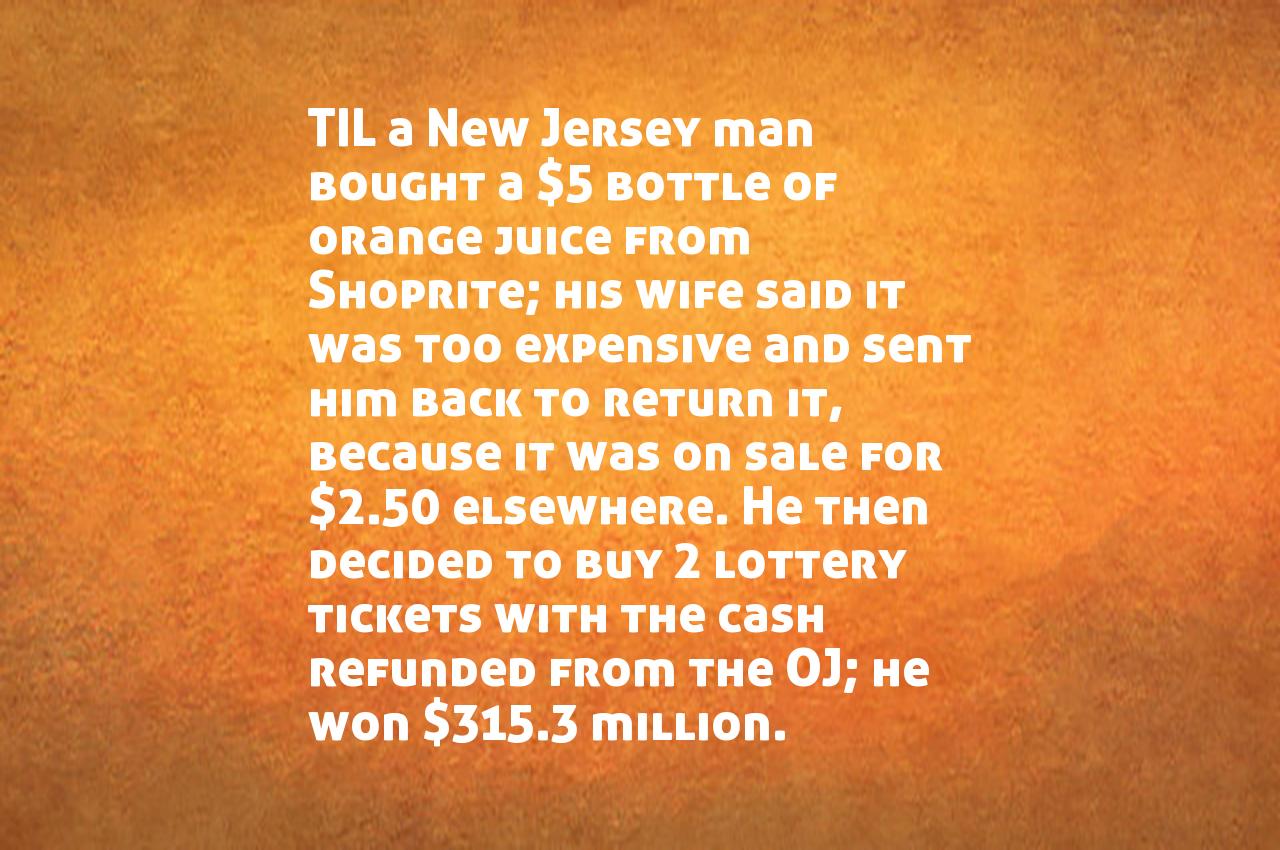 TIL a New Jersey man
bought a $5 bottle of
orange juice from
Shoprite; his wife said it
was too expensive and sent
him back to return it,
because it was on sale for
$2.50 elsewhere. He then
decided to buy 2 lottery
tickets with the cash
refunded from the OJ; he
won $315.3 million.